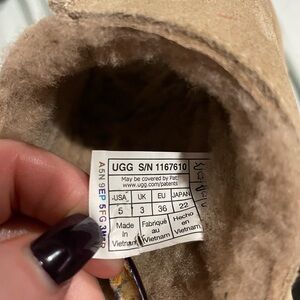 UGG S/N 1167610
May be covered by Pat:
www.ugg.com/patents
USA UK EU JAPAN
5 3 36 22
Made in Vietnam
Fabriqué au Vietnam
Hecho en Vietnam